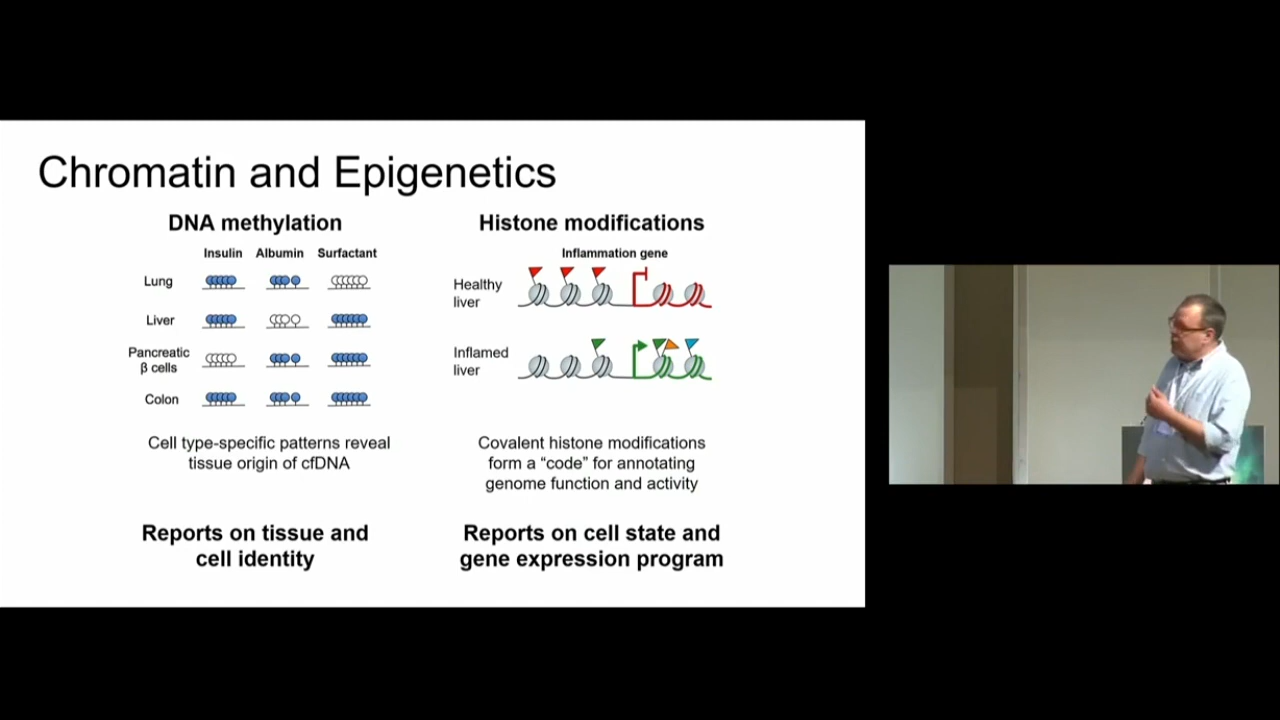 Chromatin and Epigenetics
DNA methylation
Insulin Albumin Surfactant
Lung
Liver
Pancreatic
β cells
Colon
Cell type-specific patterns reveal
tissue origin of cfDNA
Reports on tissue and
cell identity
Histone modifications
Inflammation gene
Healthy
liver
Inflamed
liver
Covalent histone modifications
form a “code” for annotating
genome function and activity
Reports on cell state and
gene expression program